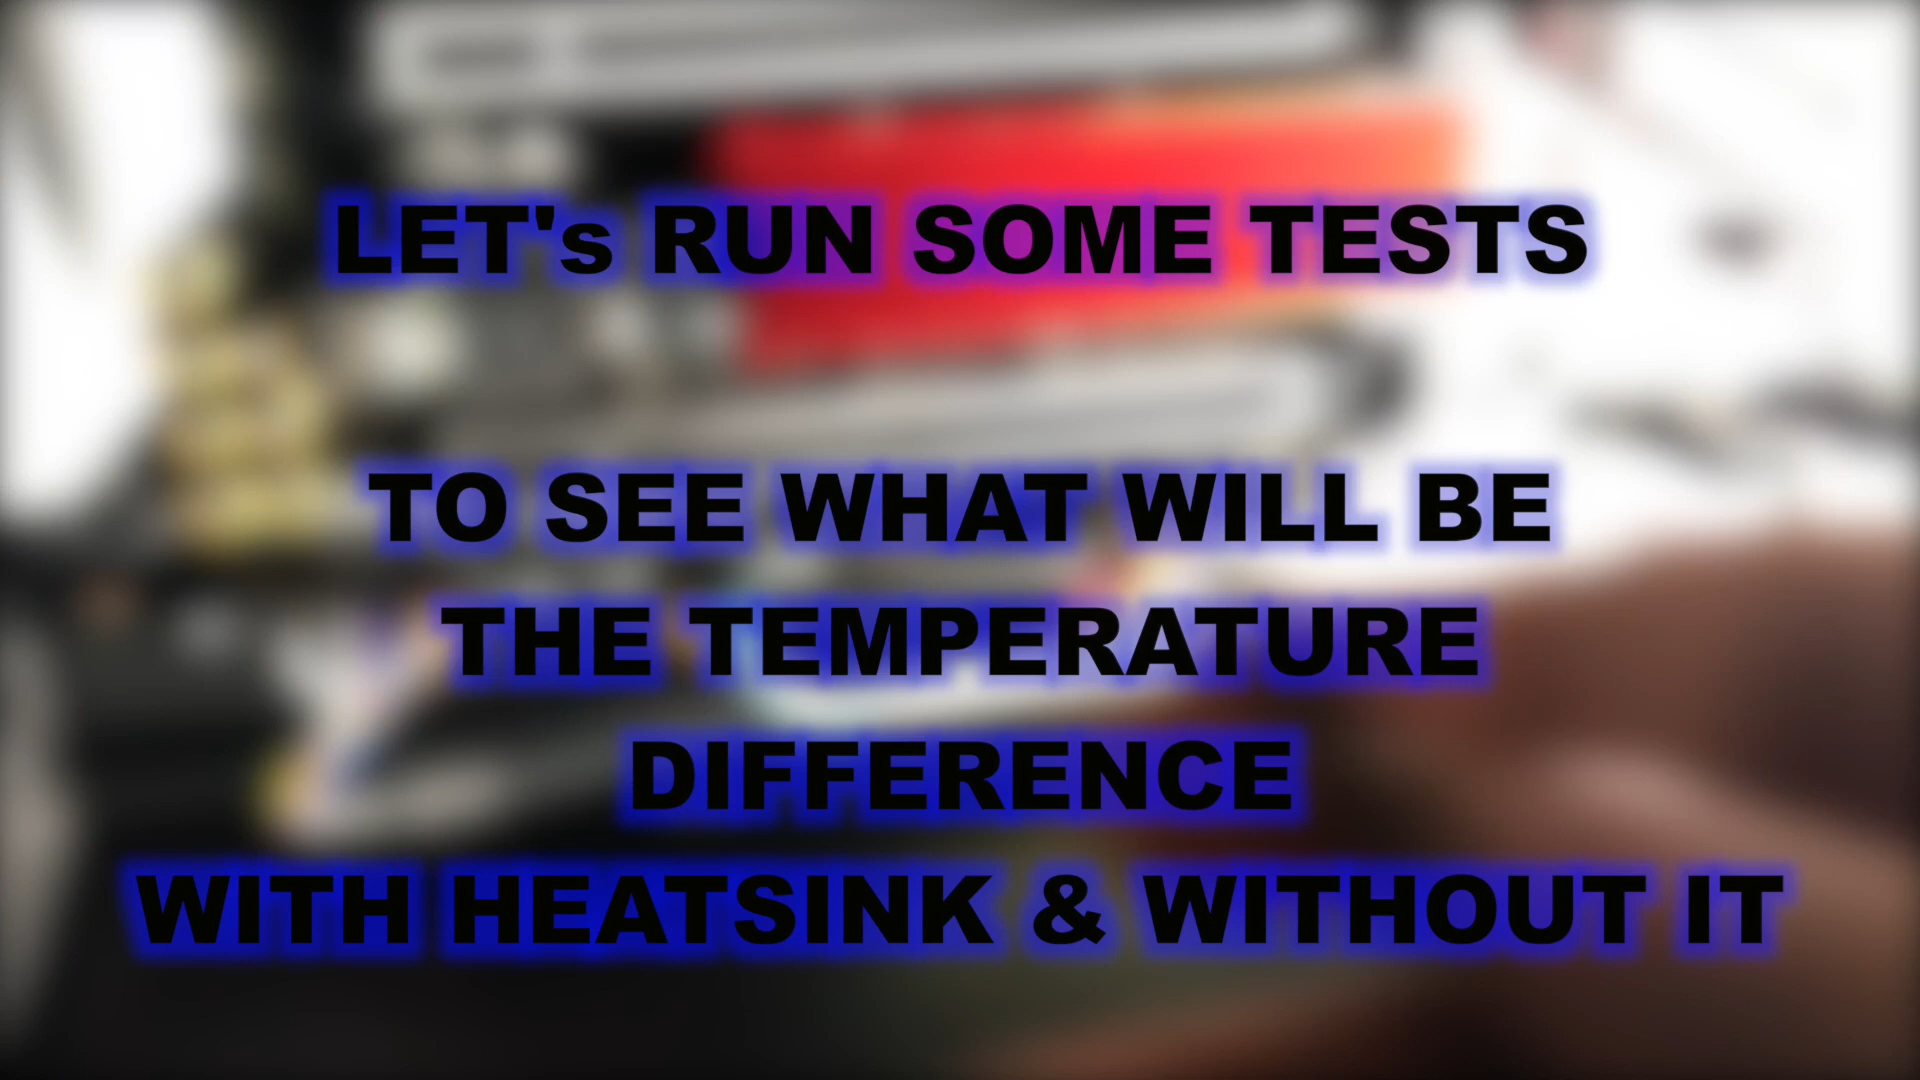 LET's RUN SOME TESTS
TO SEE WHAT WILL BE
THE TEMPERATURE
DIFFERENCE
WITH HEATSINK & WITHOUT IT